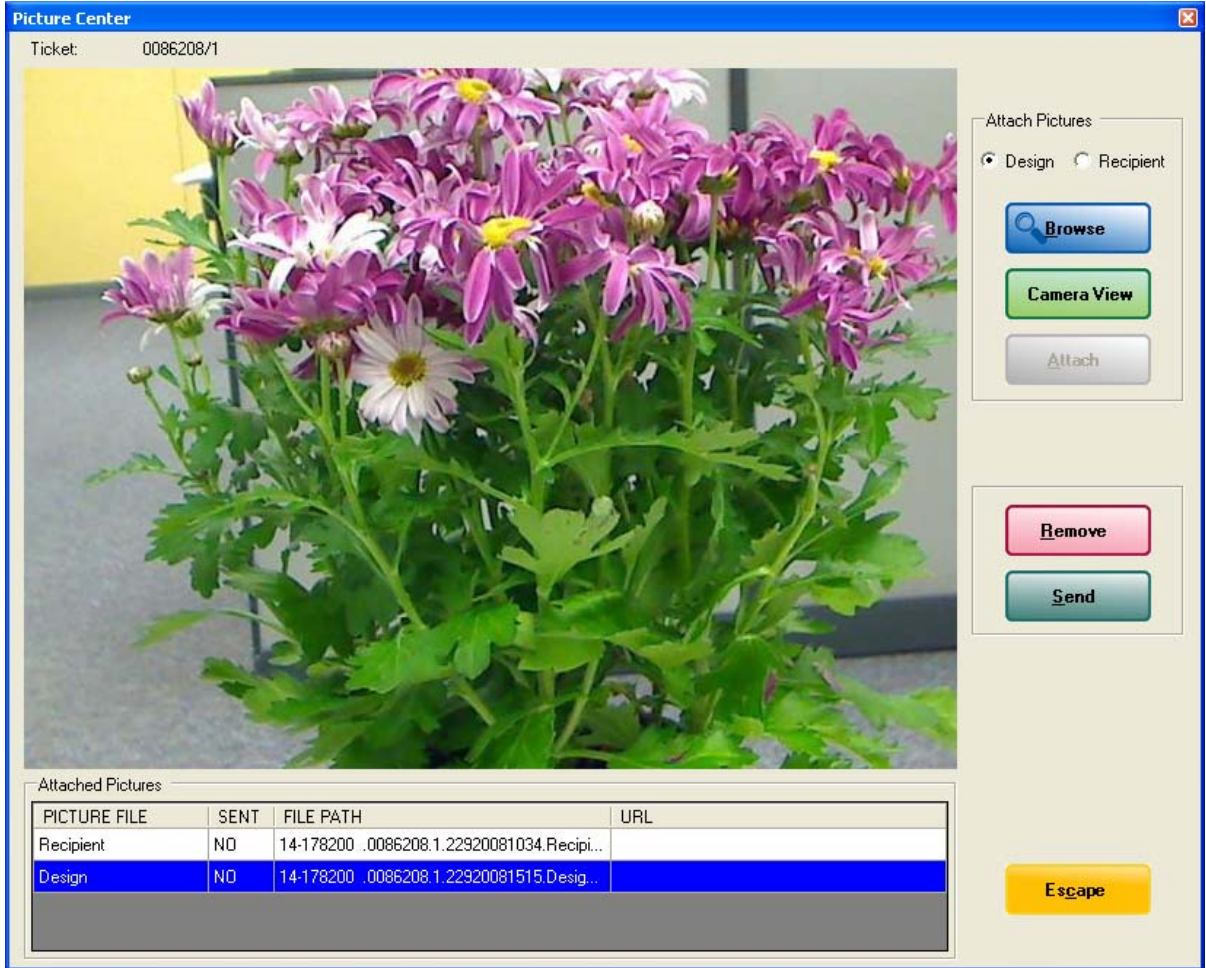 Picture Center
Ticket: 0086208/1
Attach Pictures
Design Recipient
Browse
Camera View
Attach
Remove
Send
Attached Pictures
PICTURE FILE SENT FILE PATH URL
Recipient NO 14-178200 .0086208.1.22920081034.Recipi...
Design NO 14-178200 .0086208.1.22920081515.Desig...
Escape